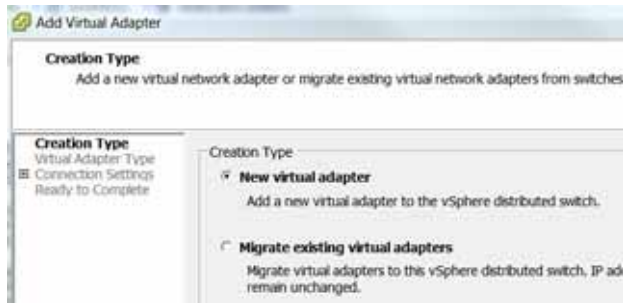 Add Virtual Adapter
Creation Type
Add a new virtual network adapter or migrate existing virtual network adapters from switches
Creation Type
Virtual Adapter Type
Connection Settings
Ready to Complete
Creation Type
New virtual adapter
Add a new virtual adapter to the vSphere distributed switch.
Migrate existing virtual adapters
Migrate virtual adapters to this vSphere distributed switch. IP ad
remain unchanged.